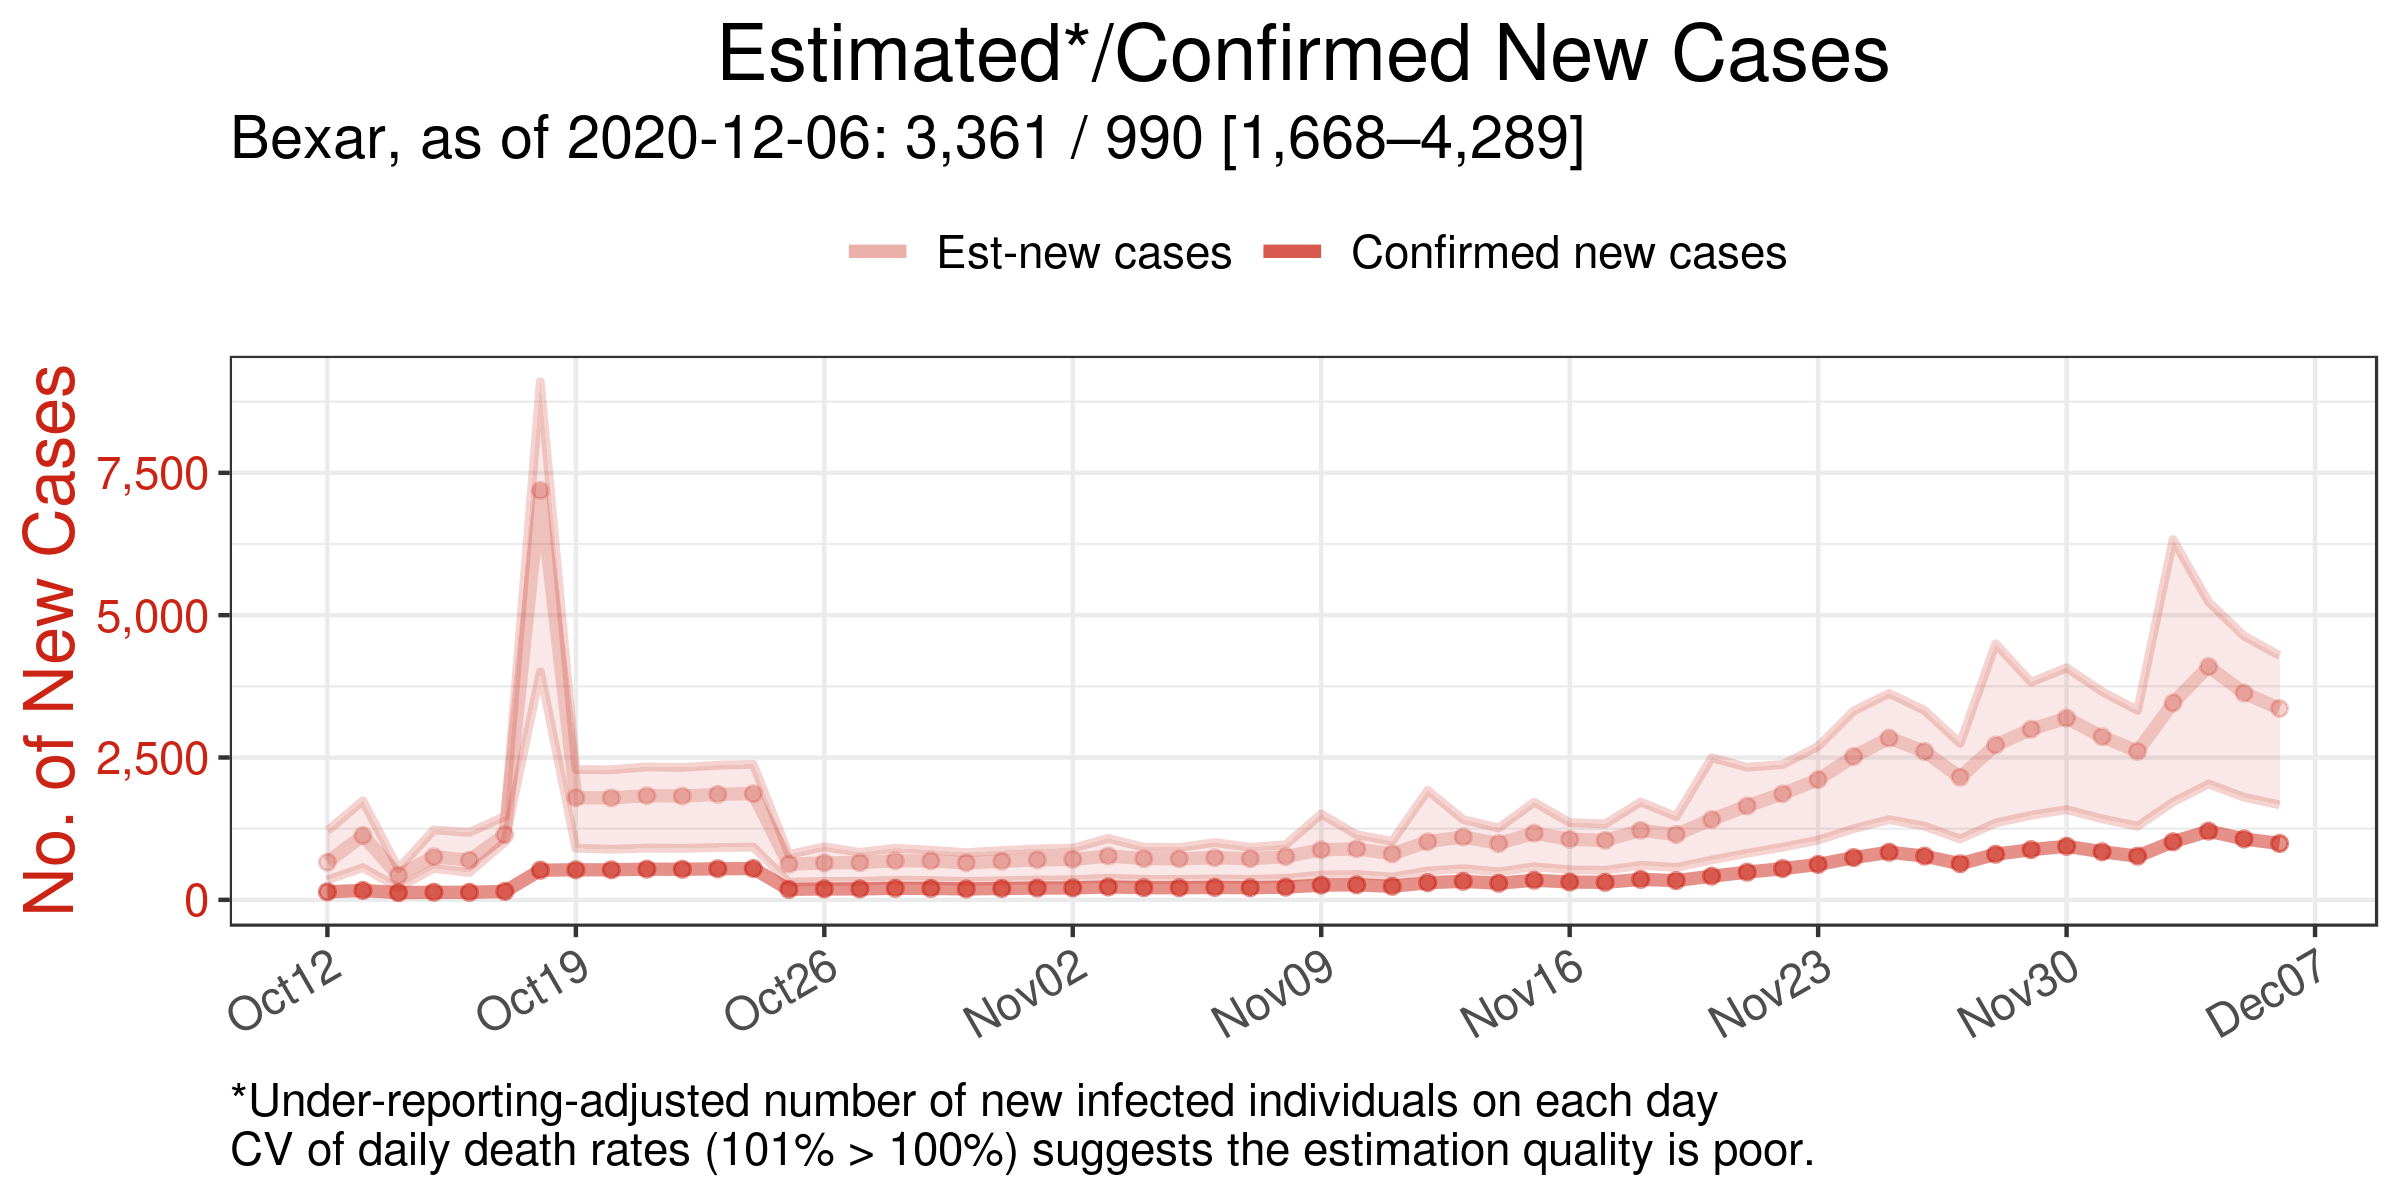 Estimated*/Confirmed New Cases
Bexar, as of 2020-12-06: 3,361 / 990 [1,668–4,289]
Est-new cases Confirmed new cases
No. of New Cases
7,500
5,000
2,500
0
Oct12 Oct19 Oct26 Nov02 Nov09 Nov16 Nov23 Nov30 Dec07
*Under-reporting-adjusted number of new infected individuals on each day
CV of daily death rates (101% > 100%) suggests the estimation quality is poor.